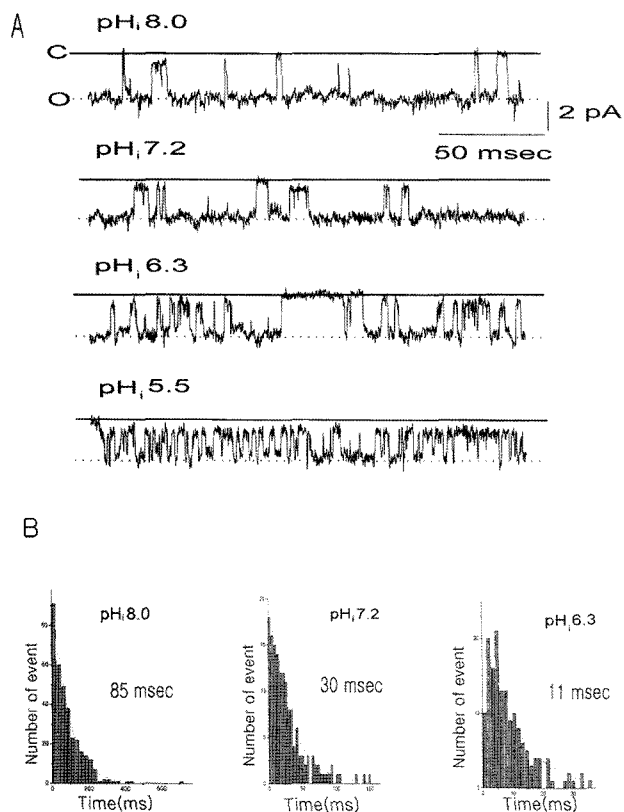 A
pHi 8.0
C
O
2 pA
50 msec
pHi 7.2
pHi 6.3
pHi 5.5
B
pHi 8.0
85 msec
Number of event
Time(ms)
pHi 7.2
30 msec
Number of event
Time(ms)
pHi 6.3
11 msec
Number of event
Time(ms)